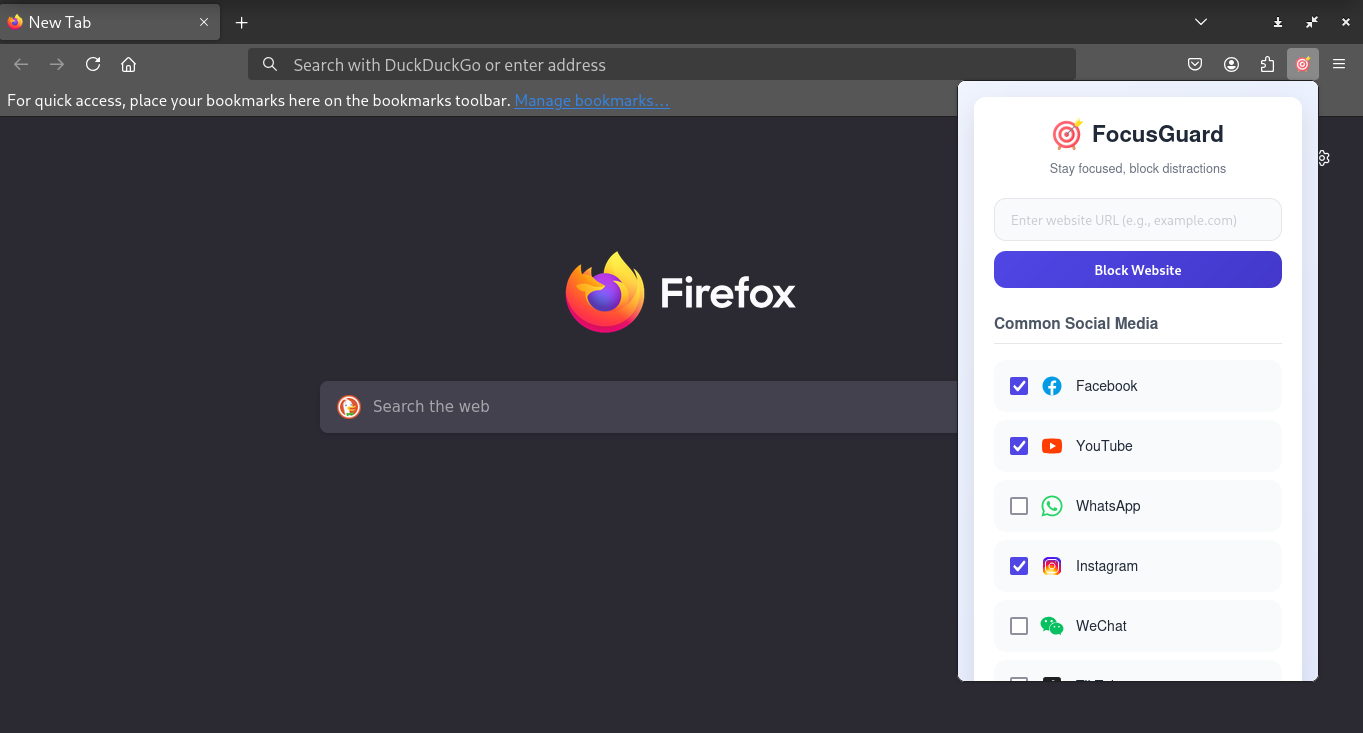 New Tab
Search with DuckDuckGo or enter address
For quick access, place your bookmarks here on the bookmarks toolbar. Manage bookmarks...
FocusGuard
Stay focused, block distractions
Enter website URL (e.g., example.com)
Block Website
Firefox
Search the web
Common Social Media
Facebook
YouTube
WhatsApp
Instagram
WeChat